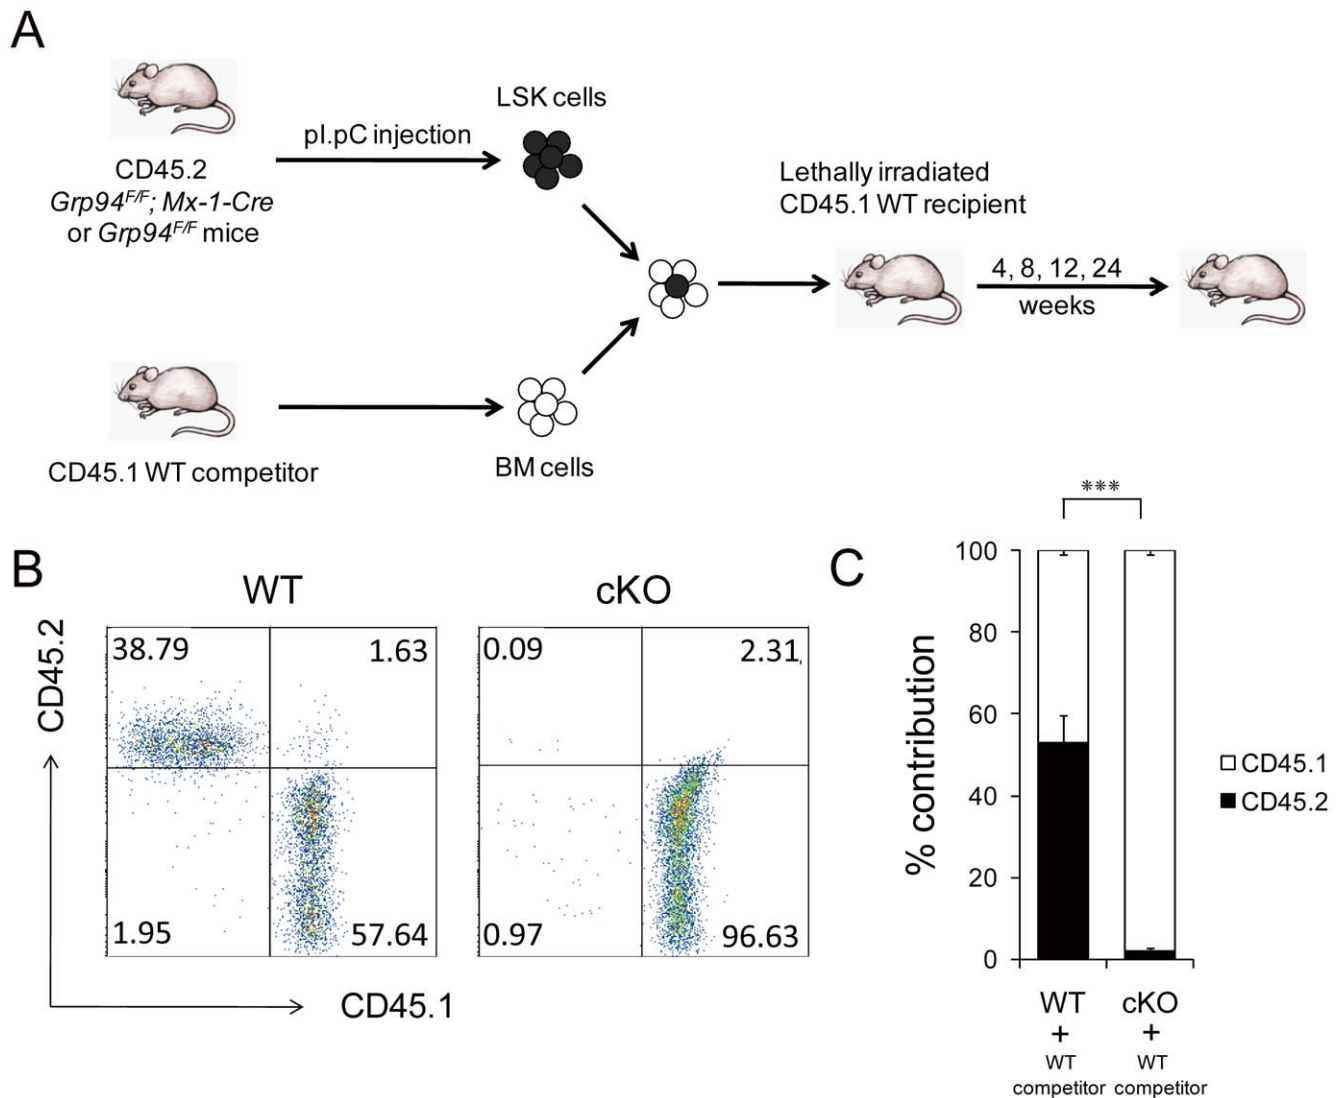 A
LSK cells
pI.pC injection
CD45.2
Grp94F/F; Mx-1-Cre
or Grp94F/F mice
Lethally irradiated
CD45.1 WT recipient
4, 8, 12, 24
weeks
CD45.1 WT competitor
BM cells
B
WT
cKO
CD45.2
38.79
1.63
0.09
2.31
1.95
57.64
0.97
96.63
CD45.1
C
***
% contribution
100
80
60
40
20
0
CD45.1
CD45.2
WT
+
WT
competitor
cKO
+
WT
competitor